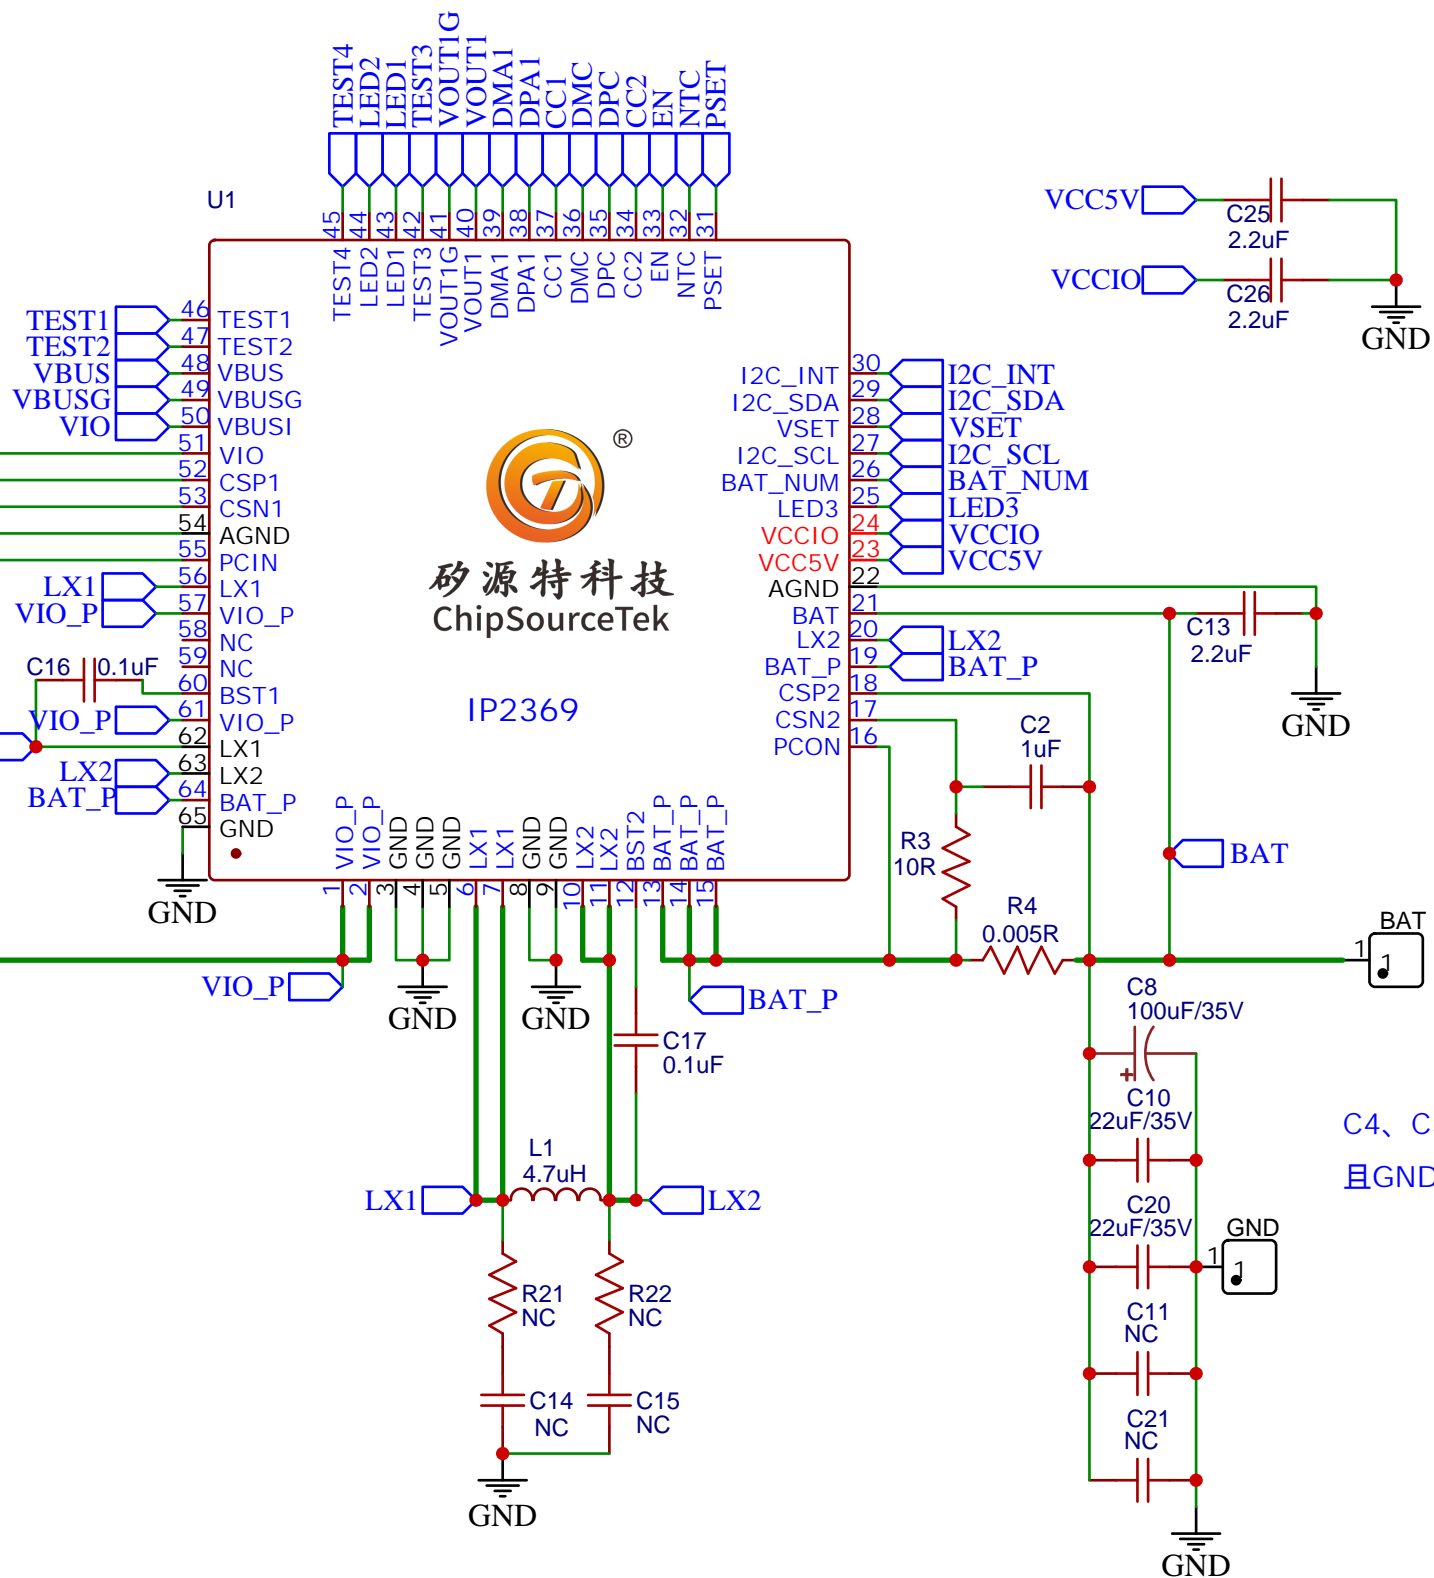 TEST4
LED2
LED1
TEST3
VOUT1G
VOUT1
DMA1
DPA1
CC1
DMC
DPC
CC2
EN
NTC
PSET
U1
45
44
43
42
41
40
39
38
37
36
35
34
33
32
31
TEST4
LED2
LED1
TEST3
VOUT1G
VOUT1
DMA1
DPA1
CC1
DMC
DPC
CC2
EN
NTC
PSET
VCC5V
C25
2.2uF
VCCIO
C26
2.2uF
GND
TEST1 46 TEST1
TEST2 47 TEST2
VBUS 48 VBUS
VBUSG 49 VBUSG
VIO 50 VBUSI
51 VIO
52 CSP1
53 CSN1
54 AGND
55 PCIN
LX1 56 LX1
VIO_P 57 VIO_P
58 NC
59 NC
C16 0.1uF
60 BST1
VIO_P 61 VIO_P
62 LX1
LX2 63 LX2
BAT_P 64 BAT_P
65 GND
GND
®
矽源特科技
ChipSourceTek
IP2369
I2C_INT 30 I2C_INT
I2C_SDA 29 I2C_SDA
VSET 28 VSET
I2C_SCL 27 I2C_SCL
BAT_NUM 26 BAT_NUM
LED3 25 LED3
VCCIO 24 VCCIO
VCC5V 23 VCC5V
AGND 22
BAT 21
LX2 20 LX2
BAT_P 19 BAT_P
CSP2 18
CSN2 17
PCON 16
C13
2.2uF
GND
C2
1uF
R3
10R
R4
0.005R
BAT
BAT
1
1
VIO_P
VIO_P
GND
GND
GND
LX1
LX1
GND
GND
LX2
LX2
BST2
BAT_P
BAT_P
BAT_P
1
2
3
4
5
6
7
8
9
10
11
12
13
14
15
VIO_P
GND
GND
BAT_P
C17
0.1uF
L1
4.7uH
LX1
LX2
R21
NC
R22
NC
C14
NC
C15
NC
GND
C8
100uF/35V
+
C10
22uF/35V
C20
22uF/35V
GND
1
1
C11
NC
C21
NC
GND
C4、C
且GND